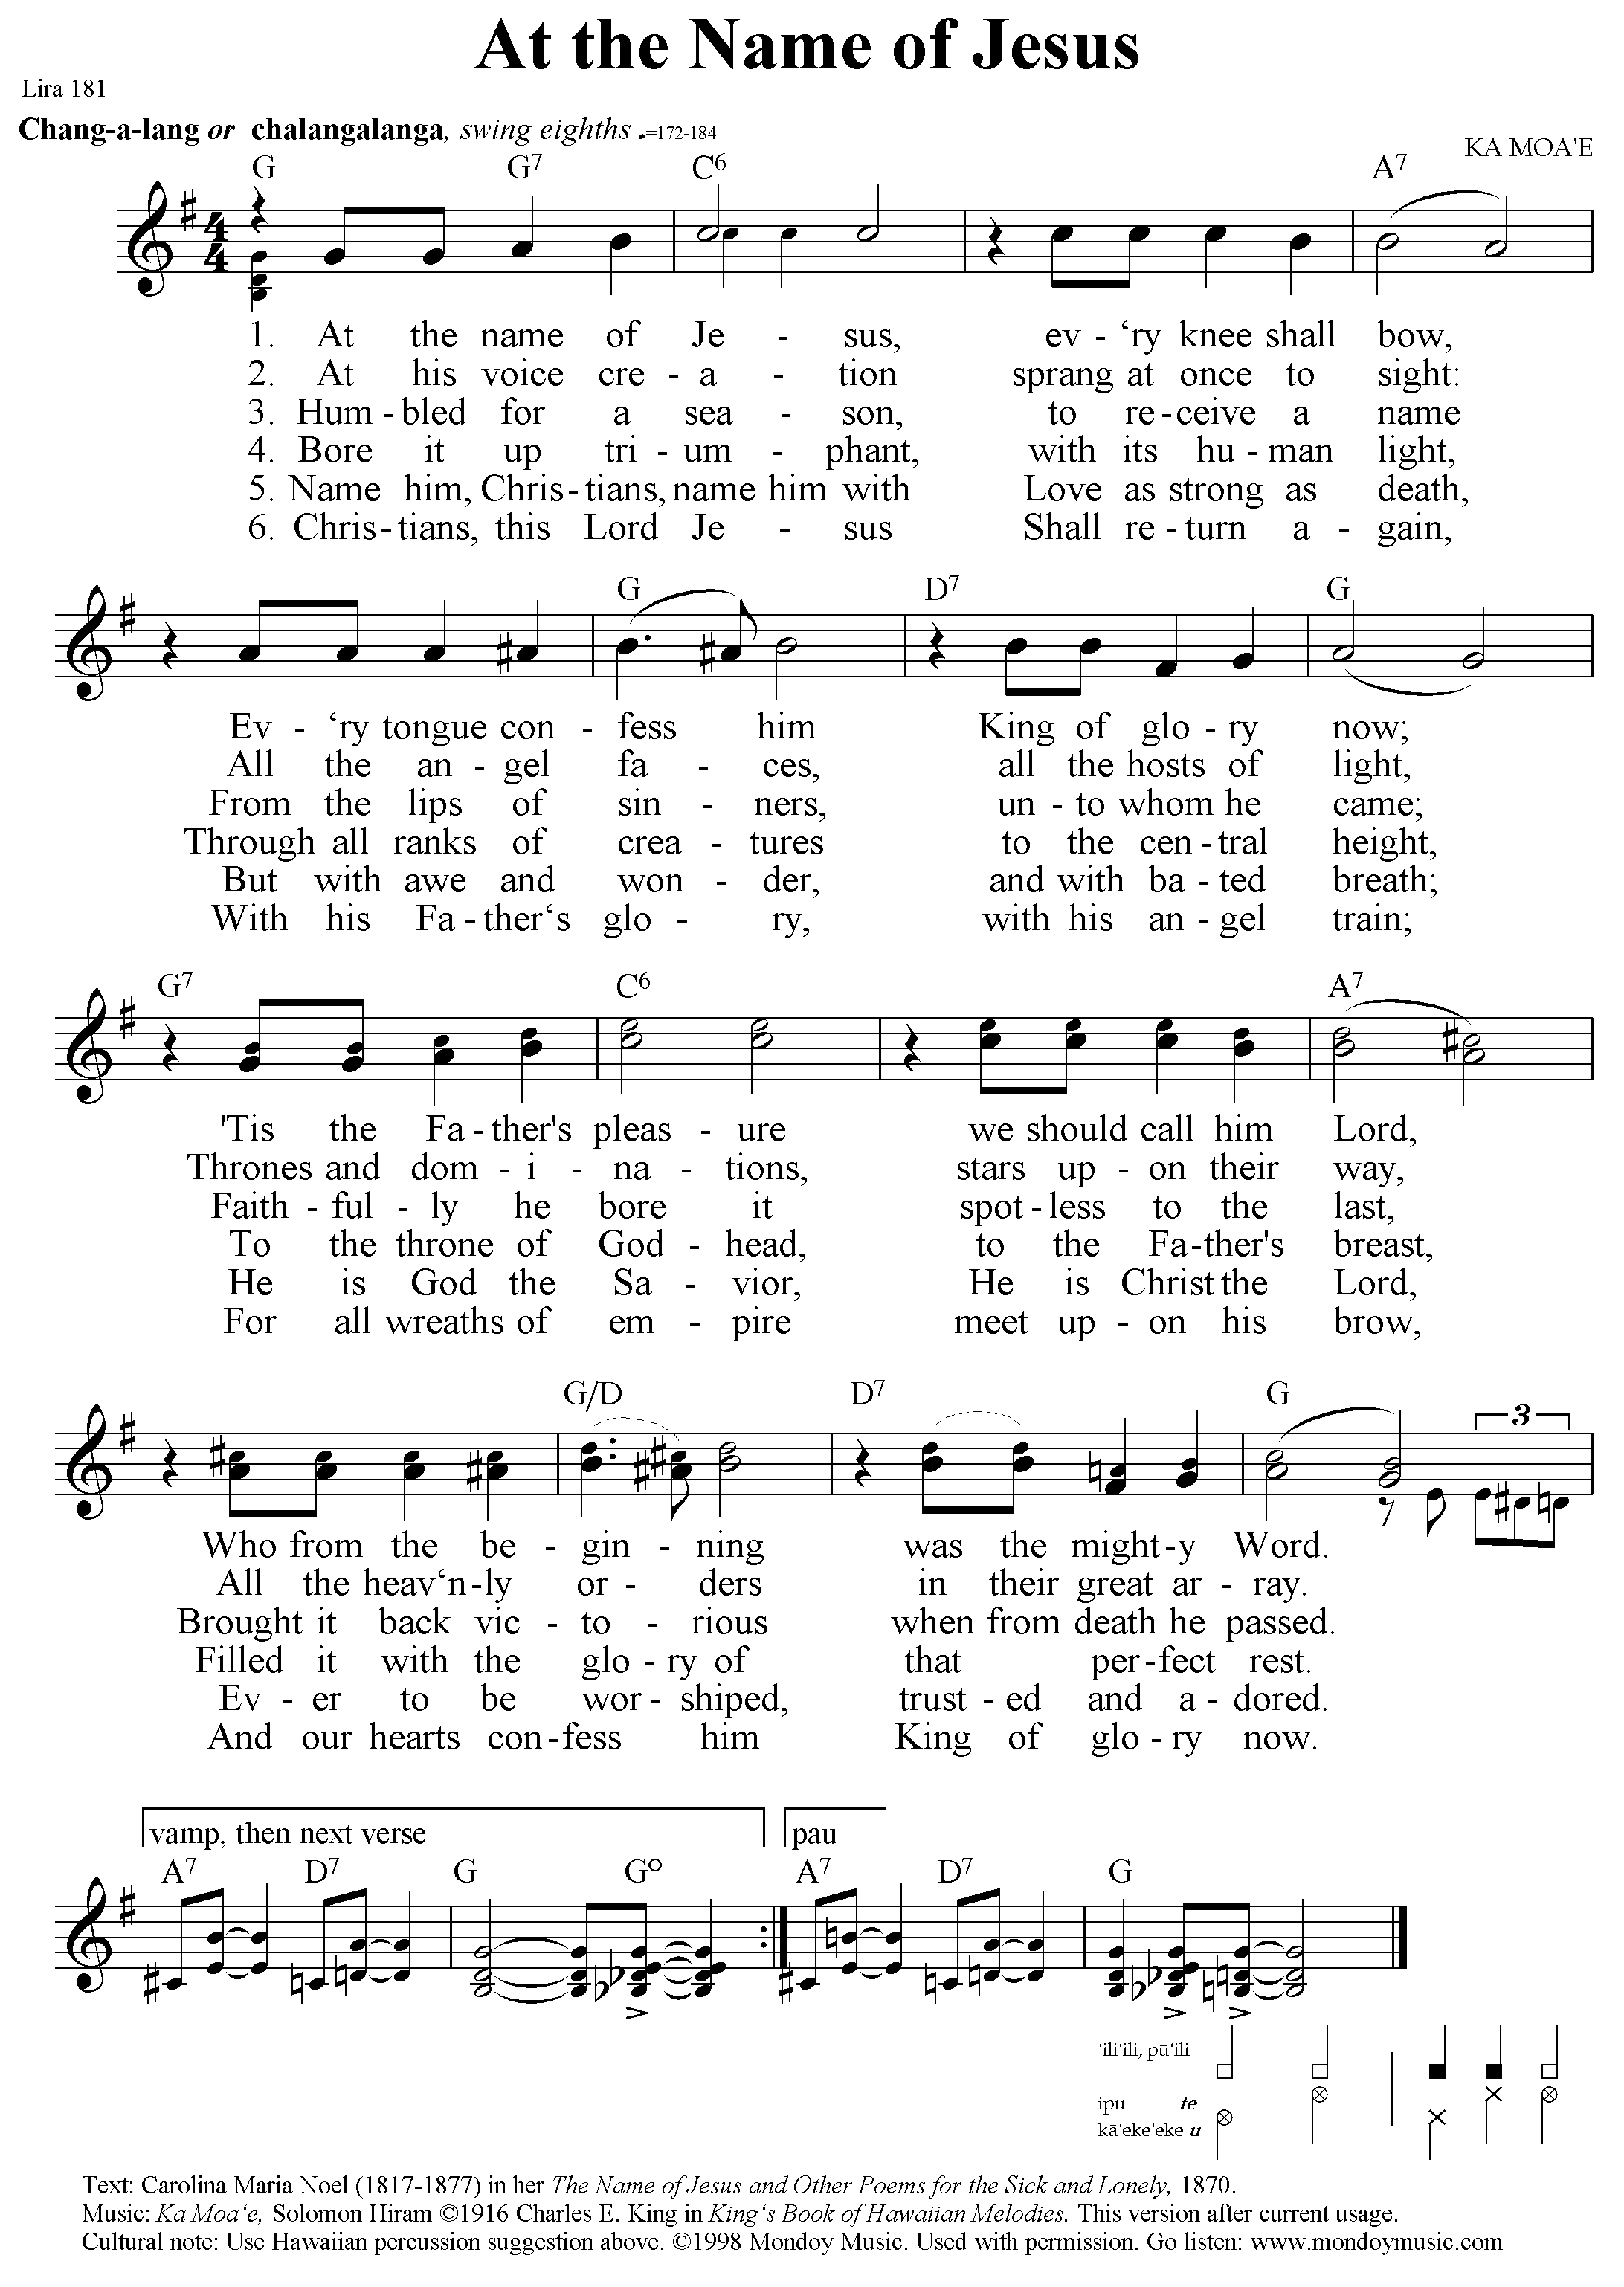 At the Name of Jesus
Lira 181
Chang-a-lang or chalangalanga, swing eighths ♩=172-184
KA MOA'E
G G7 C6 A7
1. At the name of Je - sus, ev - ‘ry knee shall bow,
2. At his voice cre - a - tion sprang at once to sight:
3. Hum - bled for a sea - son, to re - ceive a name
4. Bore it up tri - um - phant, with its hu - man light,
5. Name him, Chris - tians, name him with Love as strong as death,
6. Chris - tians, this Lord Je - sus Shall re - turn a - gain,
G D7 G
Ev - ‘ry tongue con - fess him King of glo - ry now;
All the an - gel fa - ces, all the hosts of light,
From the lips of sin - ners, un - to whom he came;
Through all ranks of crea - tures to the cen - tral height,
But with awe and won - der, and with ba - ted breath;
With his Fa - ther‘s glo - ry, with his an - gel train;
G7 C6 A7
'Tis the Fa - ther's pleas - ure we should call him Lord,
Thrones and dom - i - na - tions, stars up - on their way,
Faith - ful - ly he bore it spot - less to the last,
To the throne of God - head, to the Fa - ther's breast,
He is God the Sa - vior, He is Christ the Lord,
For all wreaths of em - pire meet up - on his brow,
G/D D7 G
3
Who from the be - gin - ning was the might - y Word.
All the heav‘n - ly or - ders in their great ar - ray.
Brought it back vic - to - rious when from death he passed.
Filled it with the glo - ry of that per - fect rest.
Ev - er to be wor - shiped, trust - ed and a - dored.
And our hearts con - fess him King of glo - ry now.
vamp, then next verse pau
A7 D7 G G° A7 D7 G
‘ili‘ili, pū‘ili
ipu te
kā‘eke‘eke u
Text: Carolina Maria Noel (1817-1877) in her The Name of Jesus and Other Poems for the Sick and Lonely, 1870.
Music: Ka Moa‘e, Solomon Hiram ©1916 Charles E. King in King‘s Book of Hawaiian Melodies. This version after current usage.
Cultural note: Use Hawaiian percussion suggestion above. ©1998 Mondoy Music. Used with permission. Go listen: www.mondoymusic.com